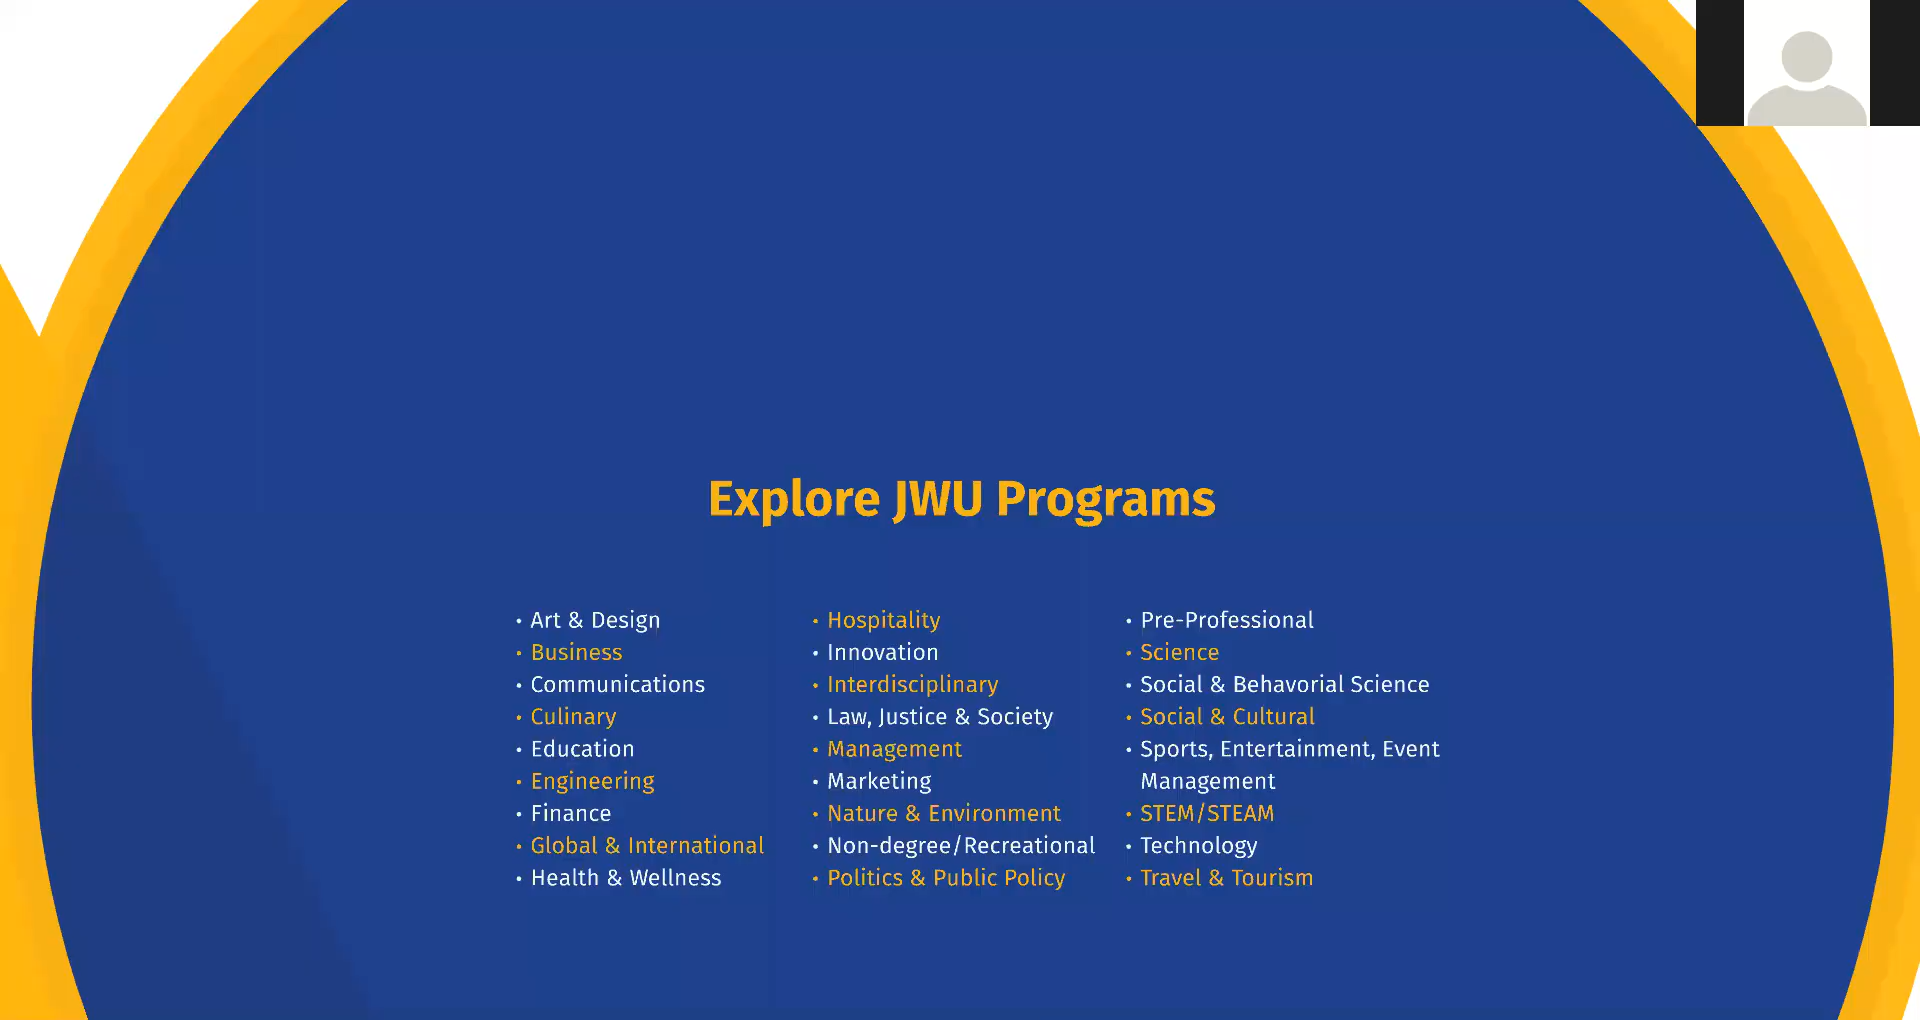 Explore JWU Programs
• Art & Design
• Business
• Communications
• Culinary
• Education
• Engineering
• Finance
• Global & International
• Health & Wellness
• Hospitality
• Innovation
• Interdisciplinary
• Law, Justice & Society
• Management
• Marketing
• Nature & Environment
• Non-degree/Recreational
• Politics & Public Policy
• Pre-Professional
• Science
• Social & Behavorial Science
• Social & Cultural
• Sports, Entertainment, Event
Management
• STEM/STEAM
• Technology
• Travel & Tourism